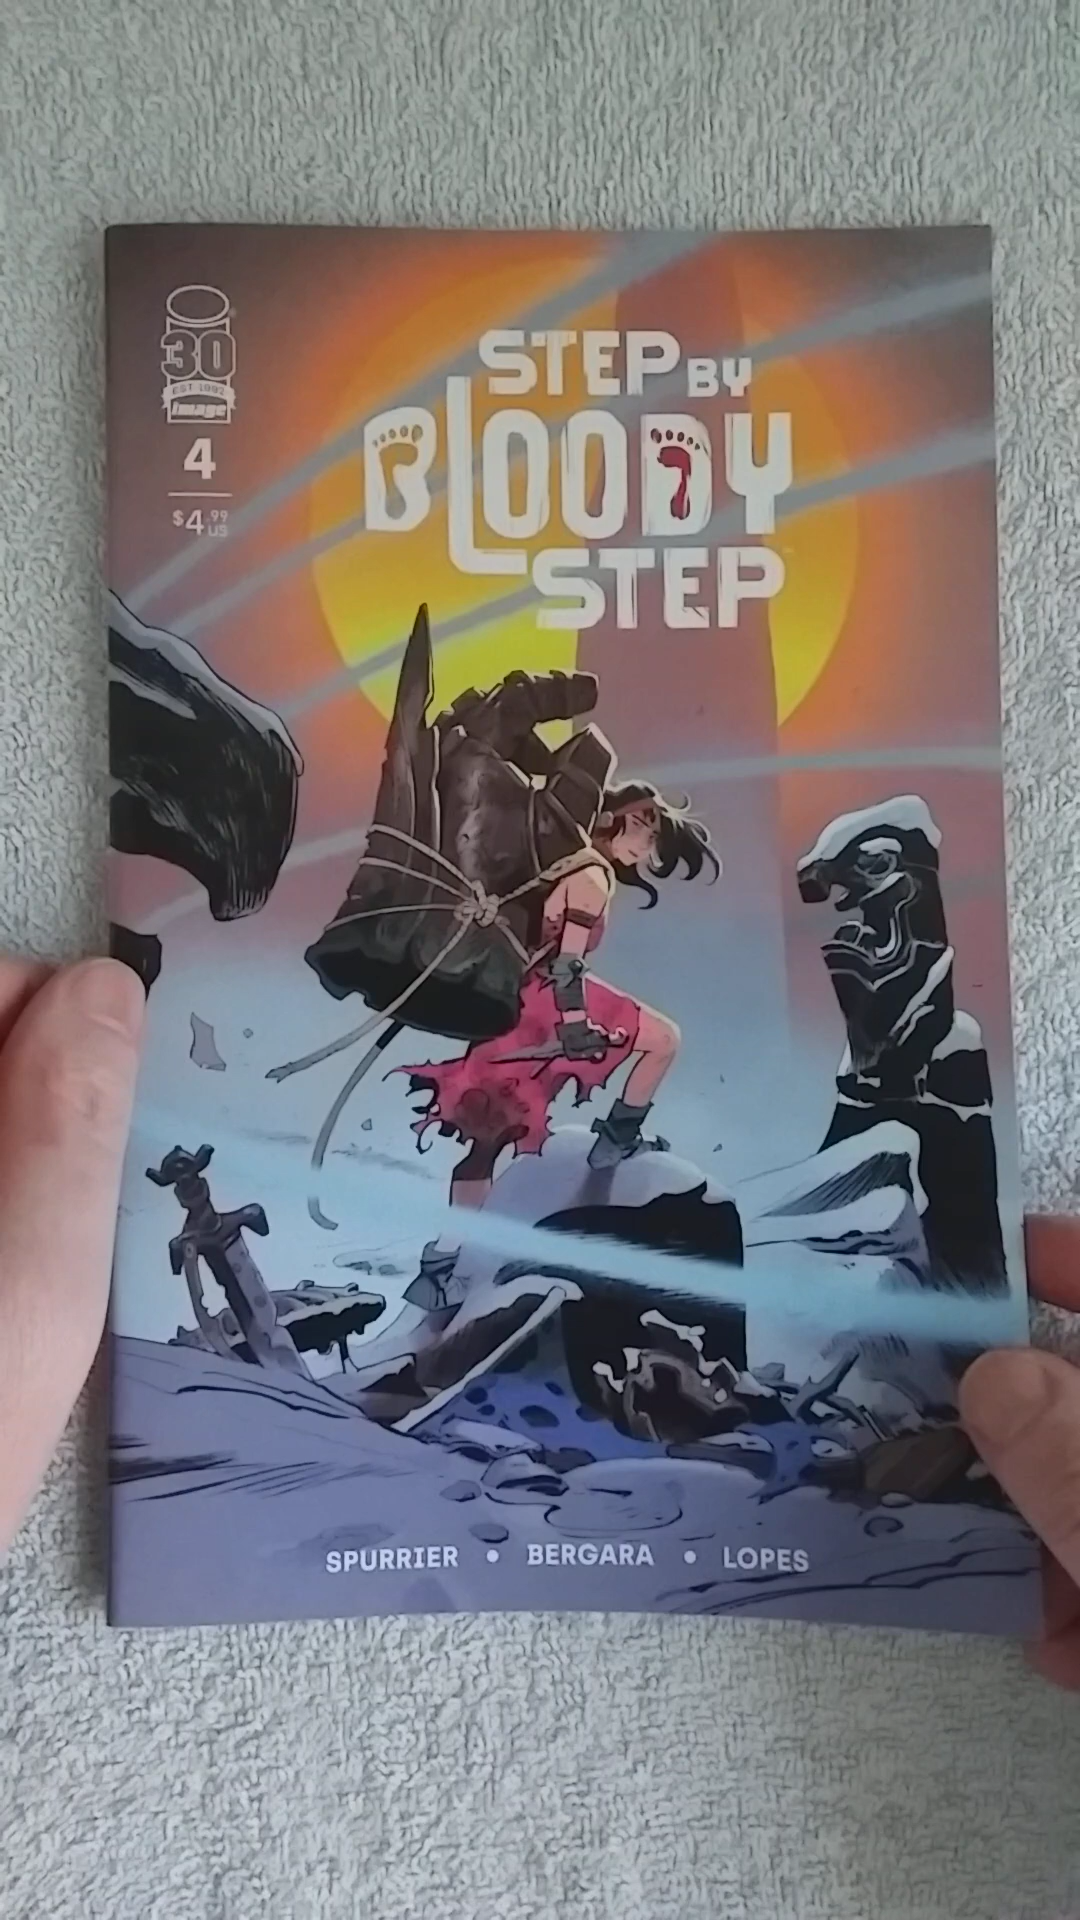 30
EST 1992
image
4
$4.99
US
STEP BY
BLOODY
STEP
SPURRIER • BERGARA • LOPES